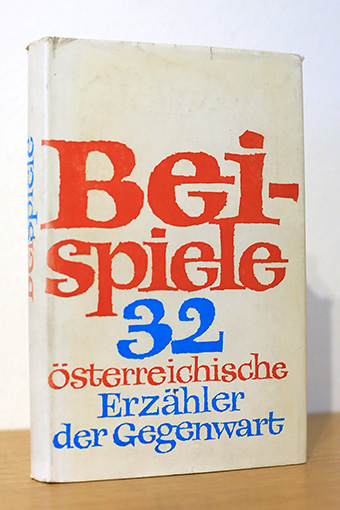 Bei-
spiele
32
österreichische
Erzähler
der Gegenwart
Beispiele